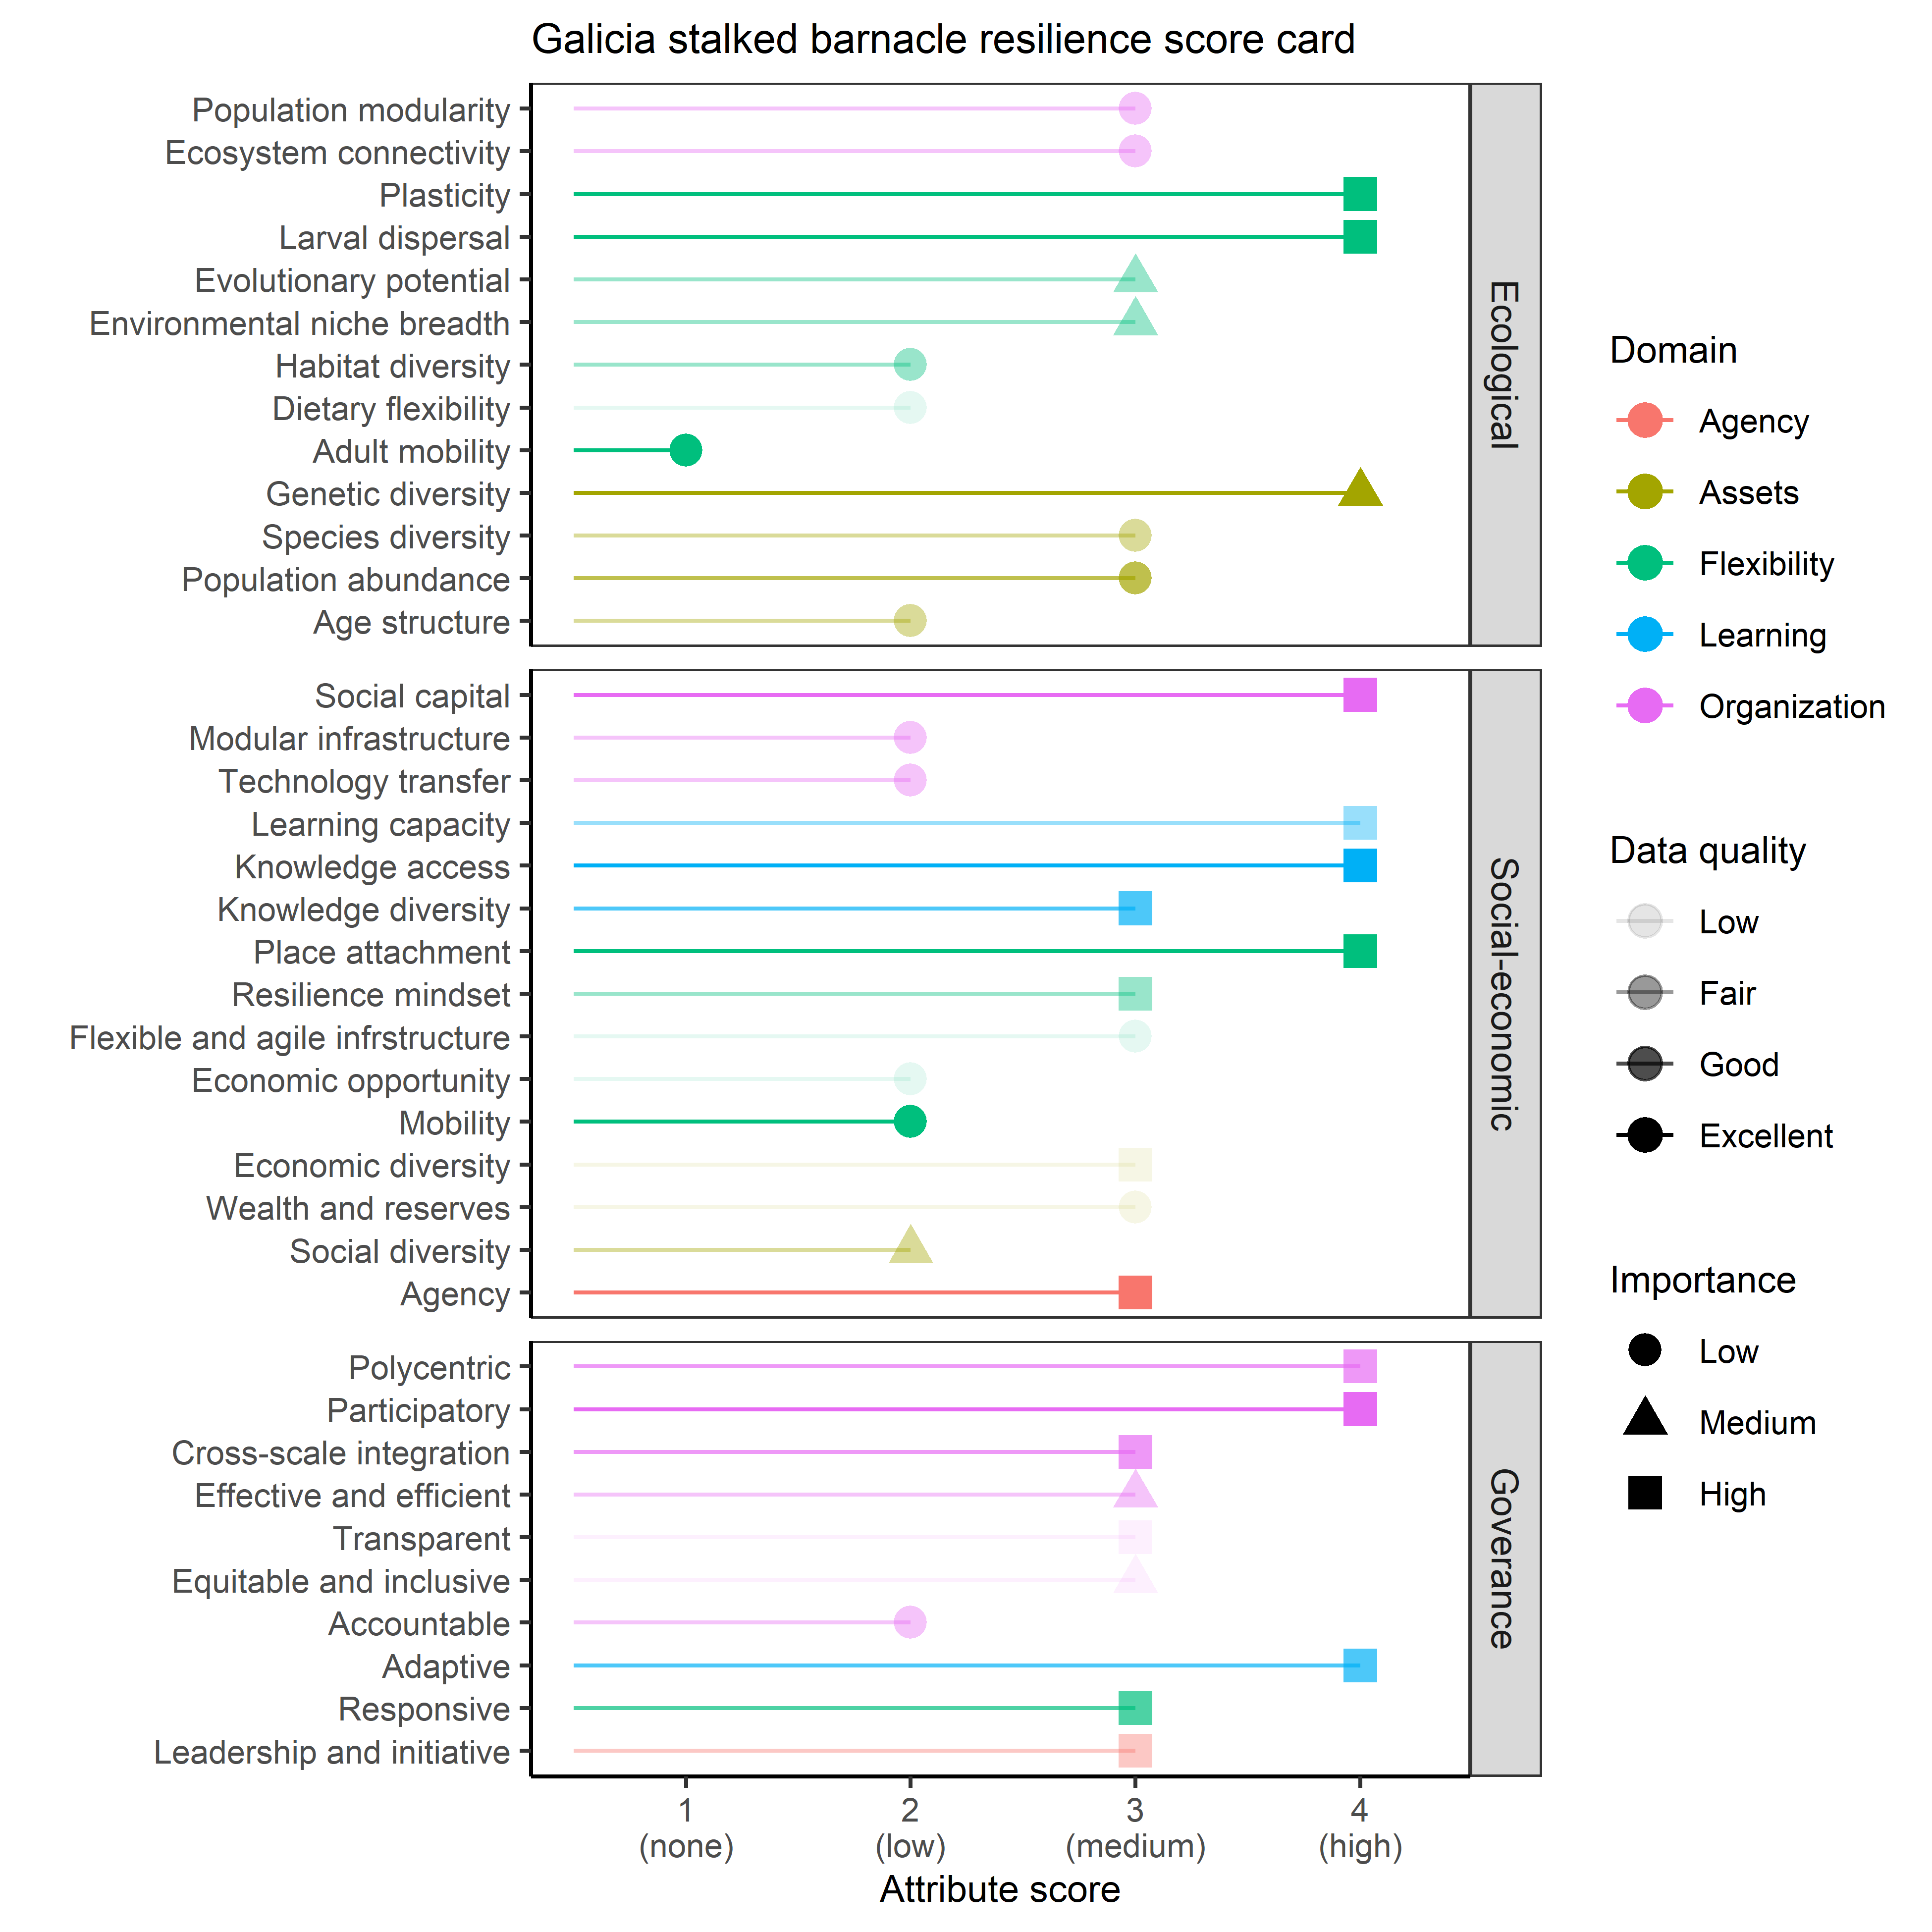 Galicia stalked barnacle resilience score card
Population modularity
Ecosystem connectivity
Plasticity
Larval dispersal
Evolutionary potential
Environmental niche breadth
Habitat diversity
Dietary flexibility
Adult mobility
Genetic diversity
Species diversity
Population abundance
Age structure
Ecological
Social capital
Modular infrastructure
Technology transfer
Learning capacity
Knowledge access
Knowledge diversity
Place attachment
Resilience mindset
Flexible and agile infrstructure
Economic opportunity
Mobility
Economic diversity
Wealth and reserves
Social diversity
Agency
Social-economic
Polycentric
Participatory
Cross-scale integration
Effective and efficient
Transparent
Equitable and inclusive
Accountable
Adaptive
Responsive
Leadership and initiative
Governance
1 2 3 4
(none) (low) (medium) (high)
Attribute score
Domain
Agency
Assets
Flexibility
Learning
Organization
Data quality
Low
Fair
Good
Excellent
Importance
Low
Medium
High